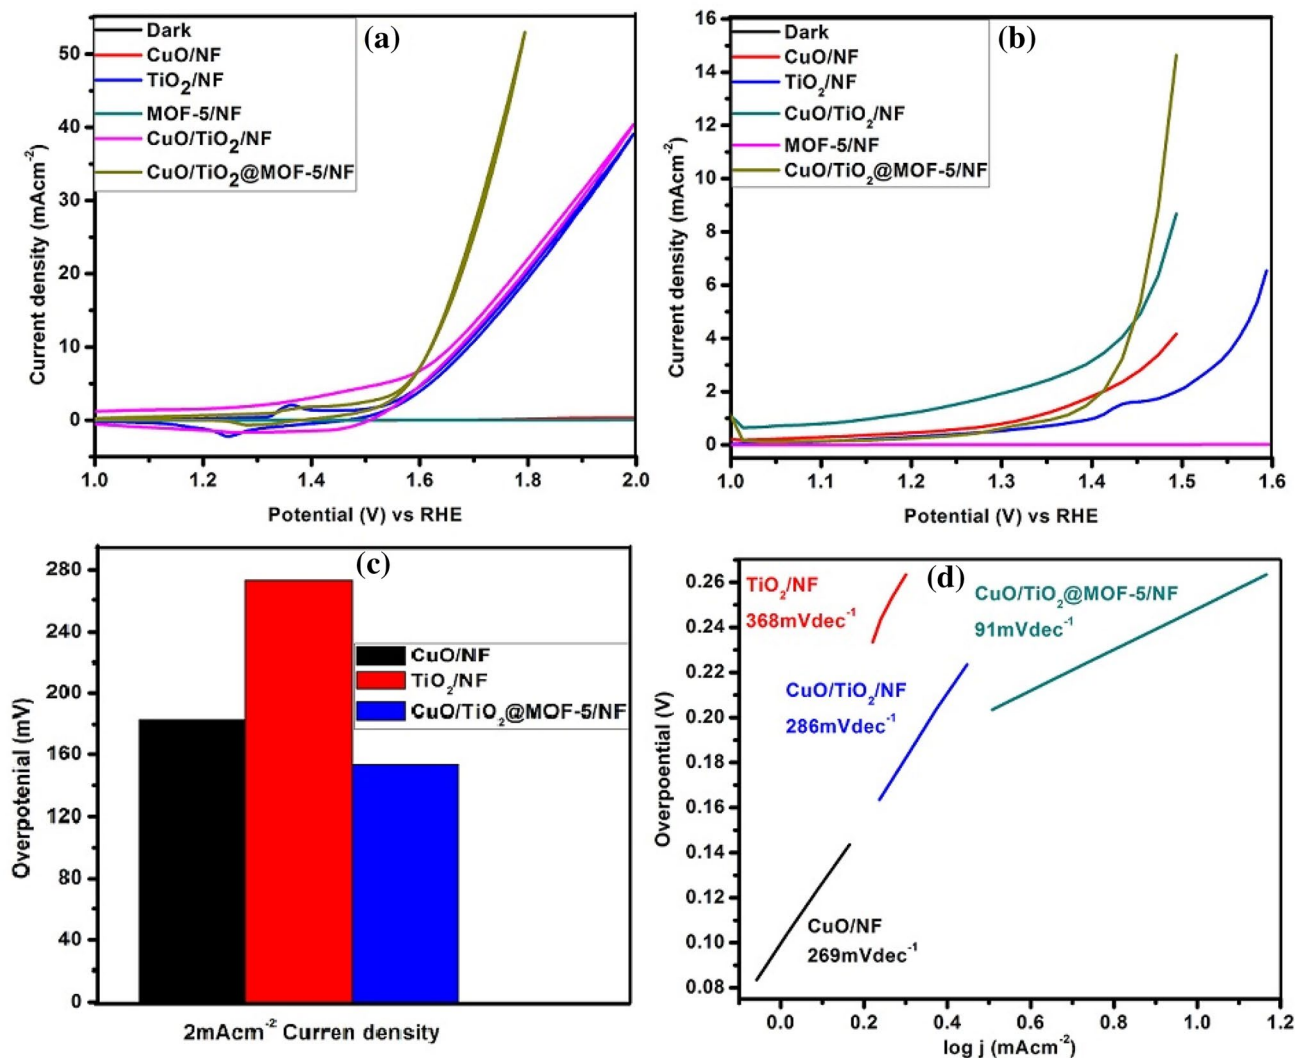 (a)
Dark
CuO/NF
TiO2/NF
MOF-5/NF
CuO/TiO2/NF
CuO/TiO2@MOF-5/NF
Current density (mAcm-2)
50
40
30
20
10
0
1.0 1.2 1.4 1.6 1.8 2.0
Potential (V) vs RHE
(b)
Dark
CuO/NF
TiO2/NF
CuO/TiO2/NF
MOF-5/NF
CuO/TiO2@MOF-5/NF
Current density (mAcm-2)
16
14
12
10
8
6
4
2
0
1.0 1.1 1.2 1.3 1.4 1.5 1.6
Potential (V) vs RHE
(c)
CuO/NF
TiO2/NF
CuO/TiO2@MOF-5/NF
Overpotenial (mV)
280
240
200
180
160
120
80
40
0
2mAcm-2 Curren density
(d)
TiO2/NF
368mVdec-1
CuO/TiO2@MOF-5/NF
91mVdec-1
CuO/TiO2/NF
286mVdec-1
CuO/NF
269mVdec-1
Overpoential (V)
0.26
0.24
0.22
0.20
0.18
0.16
0.14
0.12
0.10
0.08
0.0 0.2 0.4 0.6 0.8 1.0 1.2
log j (mAcm-2)